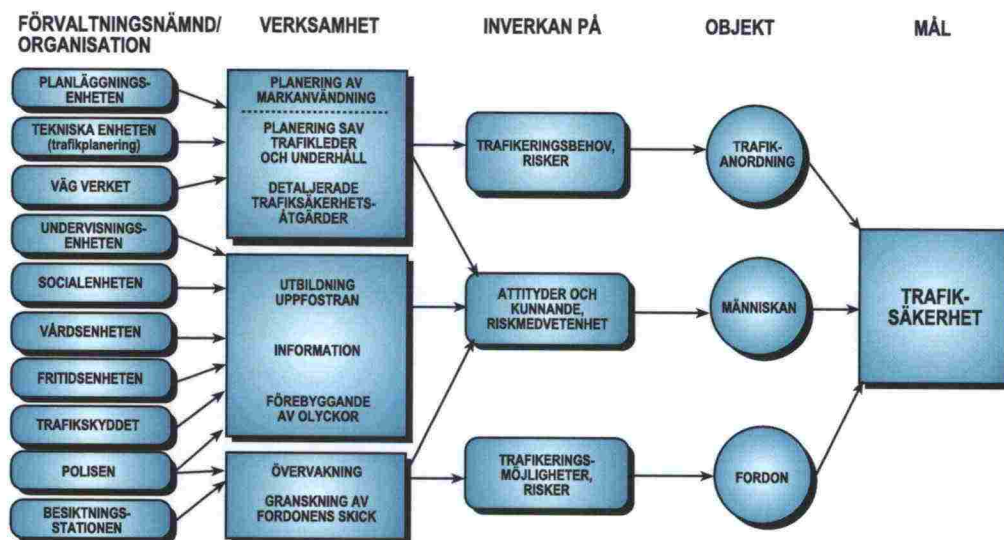 FÖRVALTNINGSNÄMND/
ORGANISATION
VERKSAMHET
INVERKAN PÅ
OBJEKT
MÅL
PLANLÄGGNINGS-
ENHETEN
TEKNISKA ENHETEN
(trafikplanering)
VÄG VERKET
UNDERVISNINGS-
ENHETEN
SOCIALENHETEN
VÅRDSENHETEN
FRITIDSENHETEN
TRAFIKSKYDDET
POLISEN
BESIKTNINGS-
STATIONEN
PLANERING AV
MARKANVÄNDNING
PLANERING SAV
TRAFIKLEDER
OCH UNDERHÅLL
DETALJERADE
TRAFIKSÄKERHETS-
ÅTGÄRDER
UTBILDNING
UPPFOSTRAN
INFORMATION
FÖREBYGGANDE
AV OLYCKOR
ÖVERVAKNING
GRANSKNING AV
FORDONENS SKICK
TRAFIKERINGSBEHOV,
RISKER
ATTITYDER OCH
KUNNANDE,
RISKMEDVETENHET
TRAFIKERINGS-
MÖJLIGHETER,
RISKER
TRAFIK-
ANORDNING
MÄNNISKAN
FORDON
TRAFIK-
SÄKERHET